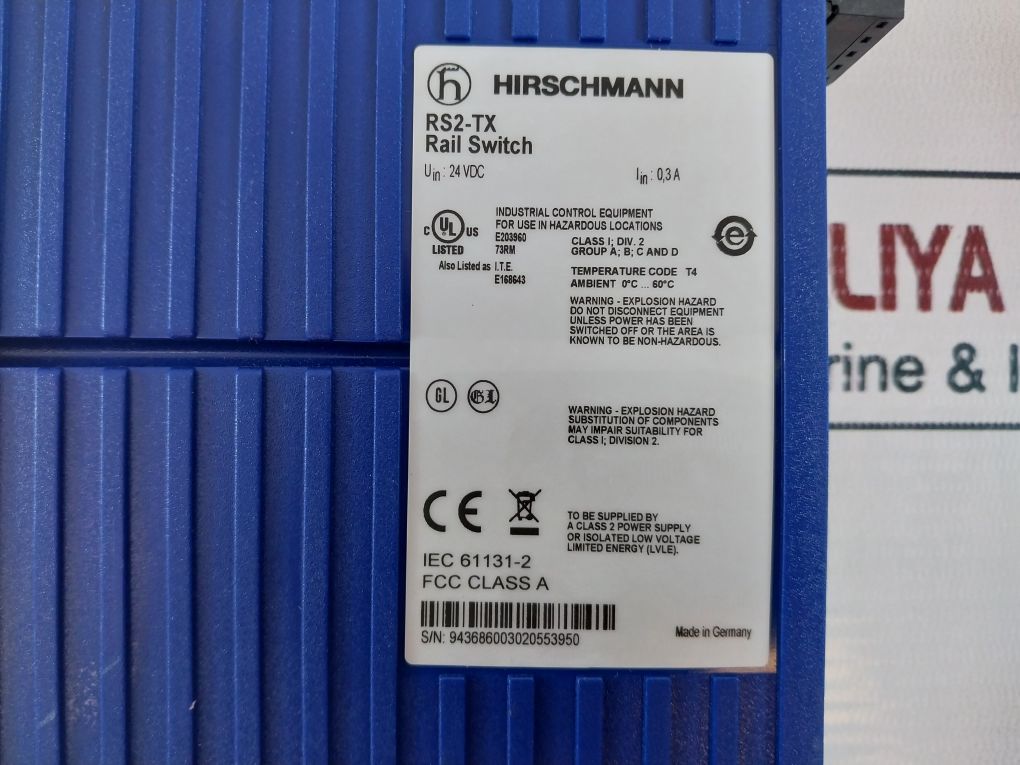 HIRSCHMANN
RS2-TX
Rail Switch
Uin : 24 VDC
Iin : 0,3 A
INDUSTRIAL CONTROL EQUIPMENT
FOR USE IN HAZARDOUS LOCATIONS
C UL US
LISTED
E203960
73RM
Also Listed as I.T.E.
E168643
CLASS I; DIV. 2
GROUP A; B; C AND D
TEMPERATURE CODE T4
AMBIENT 0°C ... 60°C
WARNING - EXPLOSION HAZARD
DO NOT DISCONNECT EQUIPMENT
UNLESS POWER HAS BEEN
SWITCHED OFF OR THE AREA IS
KNOWN TO BE NON-HAZARDOUS.
GL
GL
WARNING - EXPLOSION HAZARD
SUBSTITUTION OF COMPONENTS
MAY IMPAIR SUITABILITY FOR
CLASS I; DIVISION 2.
CE
TO BE SUPPLIED BY
A CLASS 2 POWER SUPPLY
OR ISOLATED LOW VOLTAGE
LIMITED ENERGY (LVLE).
IEC 61131-2
FCC CLASS A
S/N: 943686003020553950
Made in Germany
LIYA
rine & I